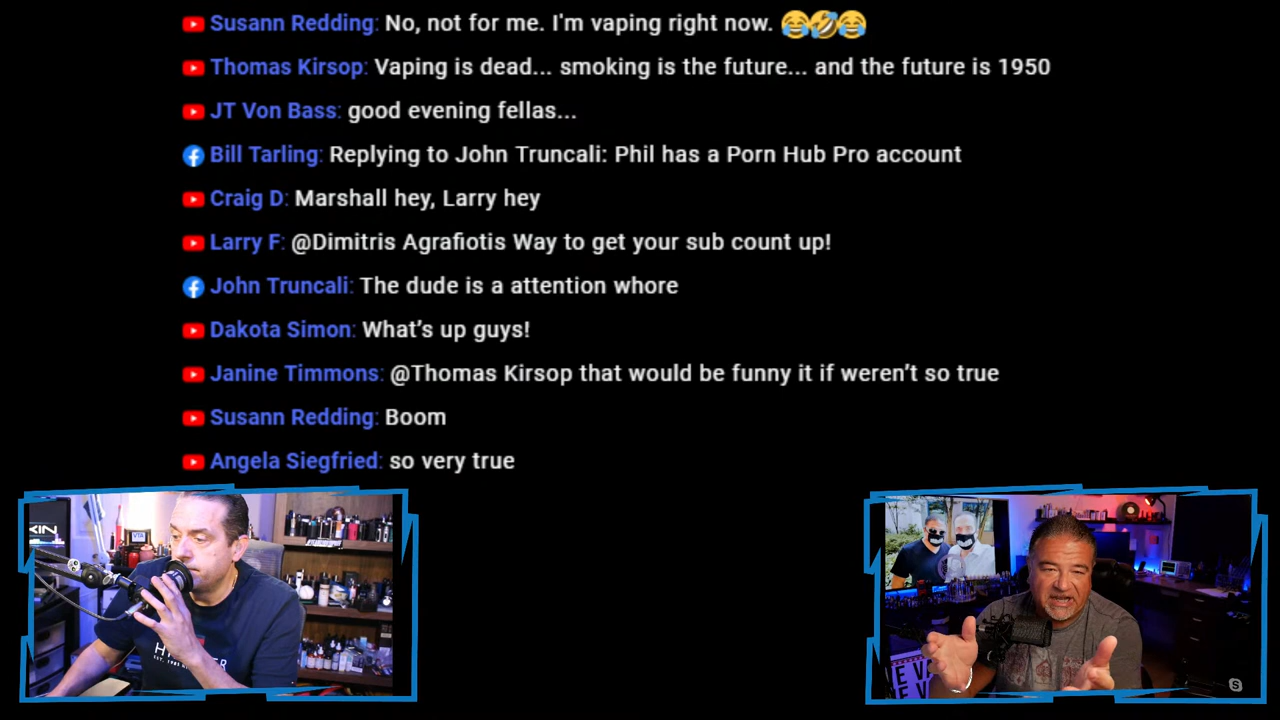 Susann Redding: No, not for me. I'm vaping right now. 😂🤣😂
Thomas Kirsop: Vaping is dead... smoking is the future... and the future is 1950
JT Von Bass: good evening fellas...
Bill Tarling: Replying to John Truncali: Phil has a Porn Hub Pro account
Craig D: Marshall hey, Larry hey
Larry F: @Dimitris Agrafiotis Way to get your sub count up!
John Truncali: The dude is a attention whore
Dakota Simon: What’s up guys!
Janine Timmons: @Thomas Kirsop that would be funny it if weren’t so true
Susann Redding: Boom
Angela Siegfried: so very true
KIN